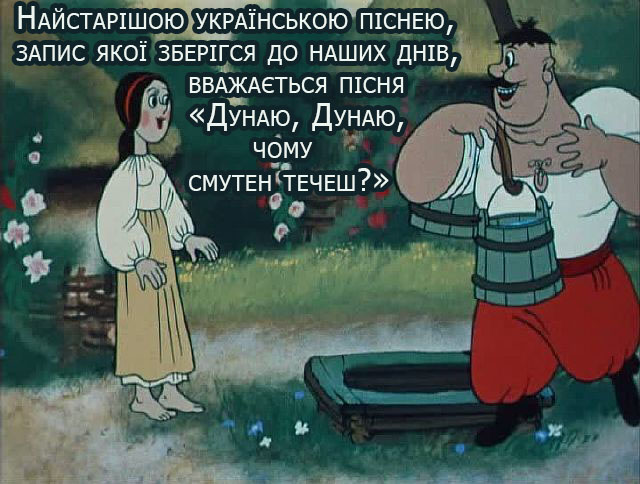 Найстарішою українською піснею,
запис якої зберігся до наших днів,
вважається пісня
«Дунаю, Дунаю,
чому
смутен течеш?»